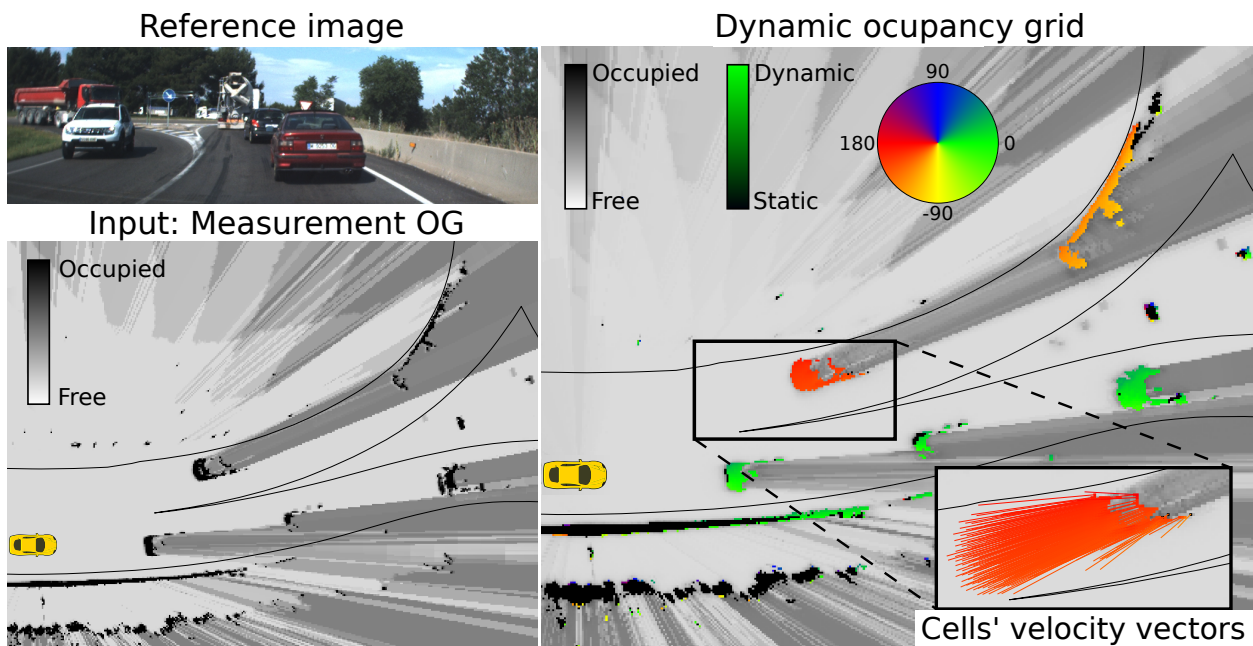 Reference image
Input: Measurement OG
Occupied
Free
Dynamic ocupancy grid
Occupied
Free
Dynamic
Static
90
180
0
-90
Cells' velocity vectors